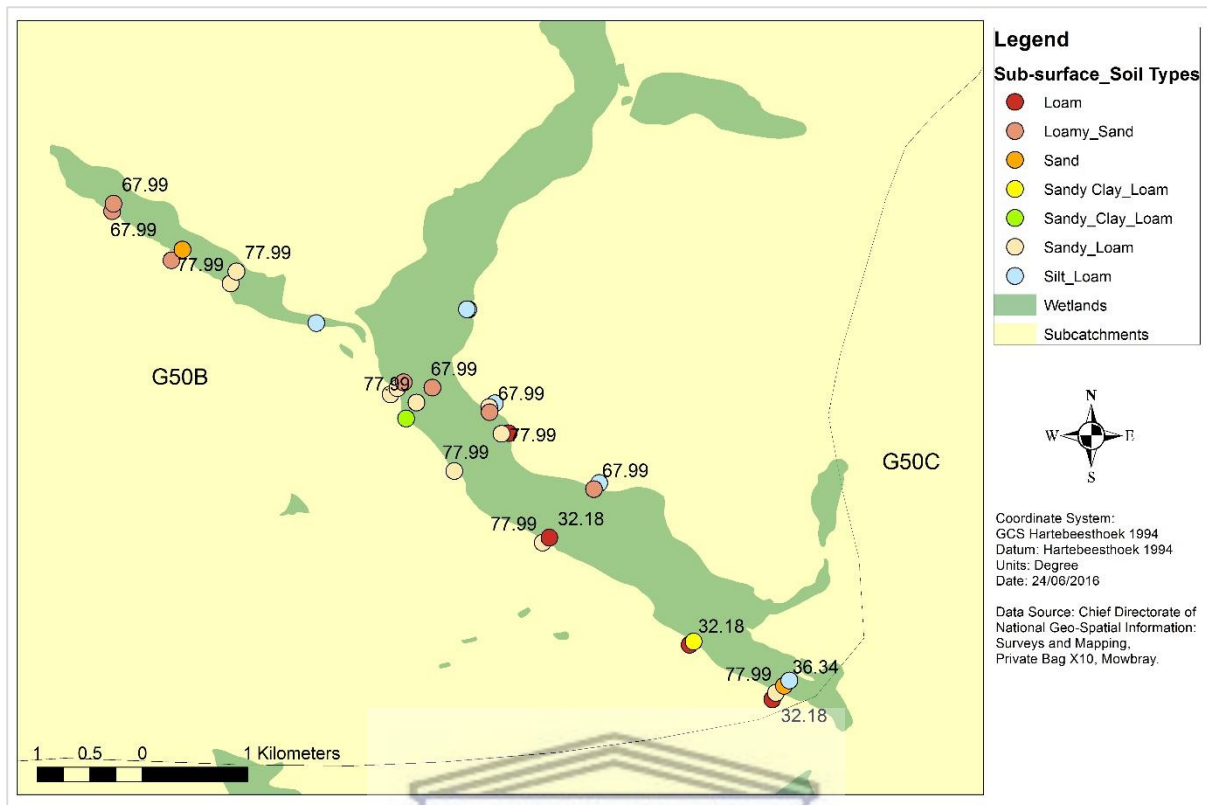 67.99
67.99
77.99
77.99
G50B
67.99
77.99
67.99
77.99
77.99
67.99
32.18
77.99
32.18
36.34
77.99
32.18
G50C
1 0.5 0 1 Kilometers
Legend
Sub-surface_Soil Types
Loam
Loamy_Sand
Sand
Sandy Clay_Loam
Sandy_Clay_Loam
Sandy_Loam
Silt_Loam
Wetlands
Subcatchments
N
W E
S
Coordinate System:
GCS Hartebeesthoek 1994
Datum: Hartebeesthoek 1994
Units: Degree
Date: 24/06/2016
Data Source: Chief Directorate of
National Geo-Spatial Information:
Surveys and Mapping,
Private Bag X10, Mowbray.